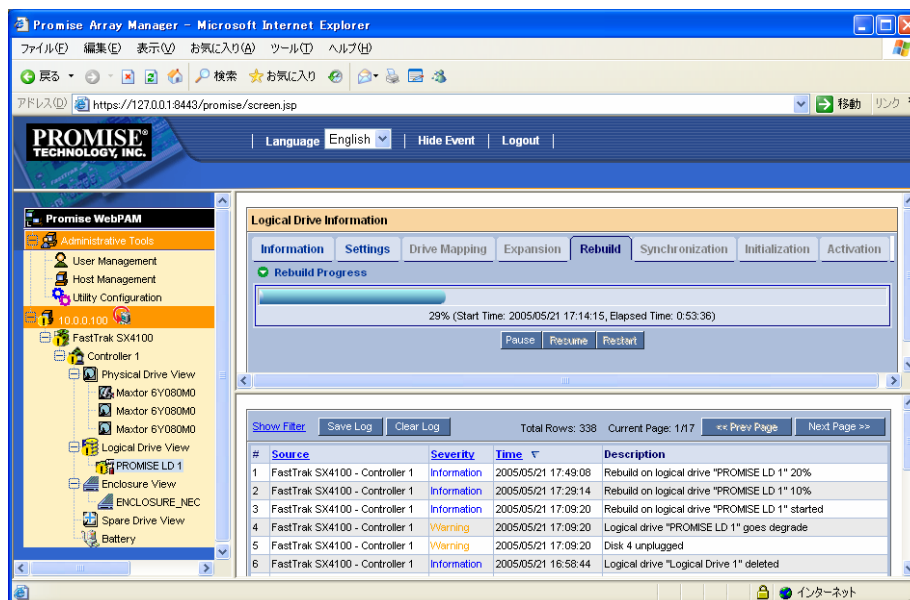 Promise Array Manager - Microsoft Internet Explorer
ファイル(F) 編集(E) 表示(V) お気に入り(A) ツール(T) ヘルプ(H)
戻る 検索 お気に入り
アドレス(D) https://127.0.0.1:8443/promise/screen.jsp 移動 リンク
PROMISE®
TECHNOLOGY, INC.
Language English Hide Event Logout
Promise WebPAM
Administrative Tools
User Management
Host Management
Utility Configuration
10.0.0.100
FastTrak SX4100
Controller 1
Physical Drive View
Maxtor 6Y080M0
Maxtor 6Y080M0
Maxtor 6Y080M0
Logical Drive View
PROMISE LD 1
Enclosure View
ENCLOSURE_NEC
Spare Drive View
Battery
Logical Drive Information
Information Settings Drive Mapping Expansion Rebuild Synchronization Initialization Activation
Rebuild Progress
29% (Start Time: 2005/05/21 17:14:15, Elapsed Time: 0:53:36)
Pause Resume Restart
Show Filter Save Log Clear Log Total Rows: 338 Current Page: 1/17 << Prev Page Next Page >>
# Source Severity Time Description
1 FastTrak SX4100 - Controller 1 Information 2005/05/21 17:49:08 Rebuild on logical drive "PROMISE LD 1" 20%
2 FastTrak SX4100 - Controller 1 Information 2005/05/21 17:29:14 Rebuild on logical drive "PROMISE LD 1" 10%
3 FastTrak SX4100 - Controller 1 Information 2005/05/21 17:09:20 Rebuild on logical drive "PROMISE LD 1" started
4 FastTrak SX4100 - Controller 1 Warning 2005/05/21 17:09:20 Logical drive "PROMISE LD 1" goes degrade
5 FastTrak SX4100 - Controller 1 Warning 2005/05/21 17:09:20 Disk 4 unplugged
6 FastTrak SX4100 - Controller 1 Information 2005/05/21 16:58:44 Logical drive "Logical Drive 1" deleted
インターネット